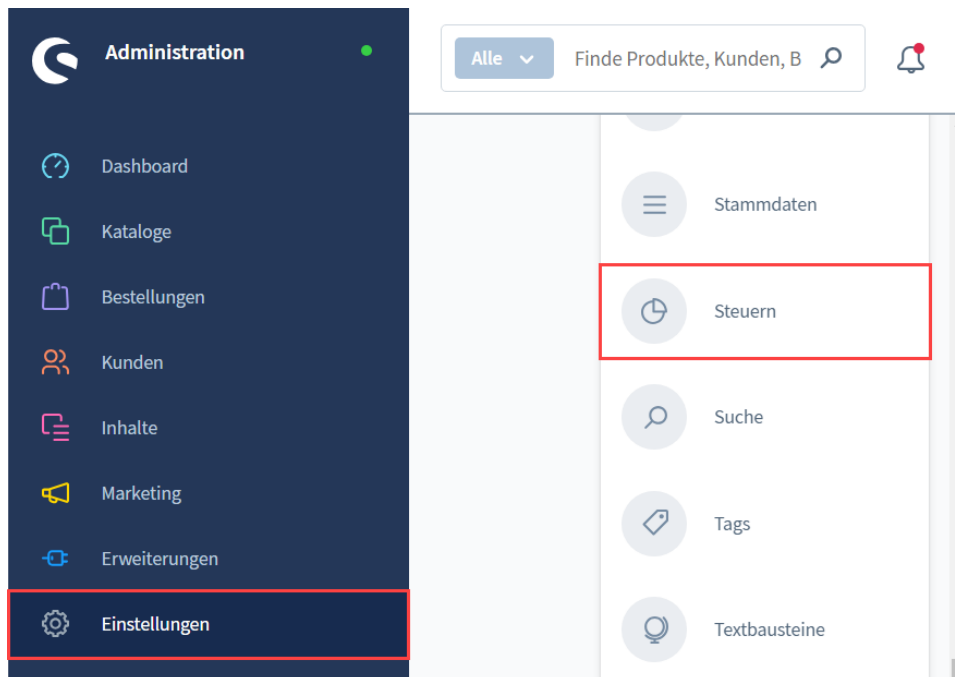 Administration
Alle
Finde Produkte, Kunden, B
Dashboard
Kataloge
Bestellungen
Kunden
Inhalte
Marketing
Erweiterungen
Einstellungen
Stammdaten
Steuern
Suche
Tags
Textbausteine